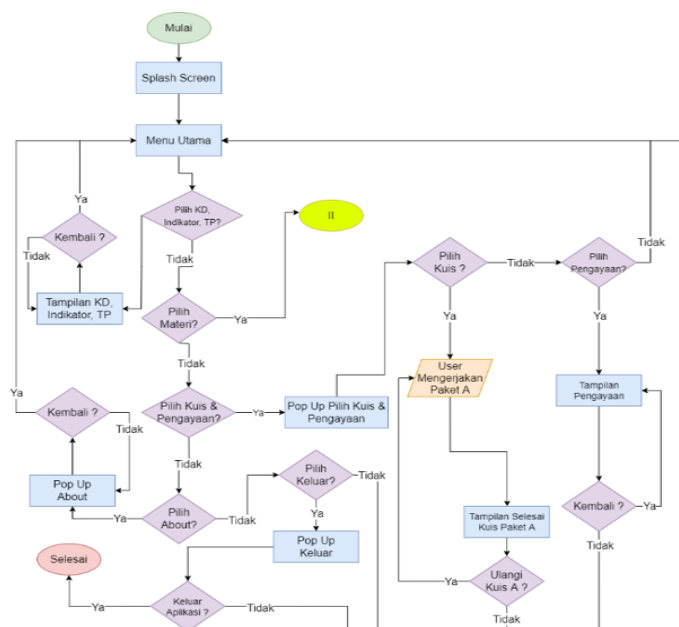 Mulai
Splash Screen
Menu Utama
Ya
Pilih KD,
Indikator, TP?
II
Kembali ?
Tidak
Tidak
Tampilan KD,
Indikator, TP
Pilih
Materi?
Ya
Pilih
Kuis ?
Tidak
Pilih
Pengayaan?
Tidak
Ya
Ya
Tidak
User
Mengerjakan
Paket A
Tampilan
Pengayaan
Ya
Kembali ?
Tidak
Pilih Kuis &
Pengayaan?
Ya
Pop Up Pilih Kuis &
Pengayaan
Tidak
Pop Up
About
Ya
Pilih
About?
Tidak
Pilih
Keluar?
Tidak
Ya
Pop Up
Keluar
Tampilan Selesai
Kuis Paket A
Kembali ?
Ya
Tidak
Selesai
Ya
Keluar
Aplikasi ?
Tidak
Ya
Ulangi
Kuis A ?
Tidak